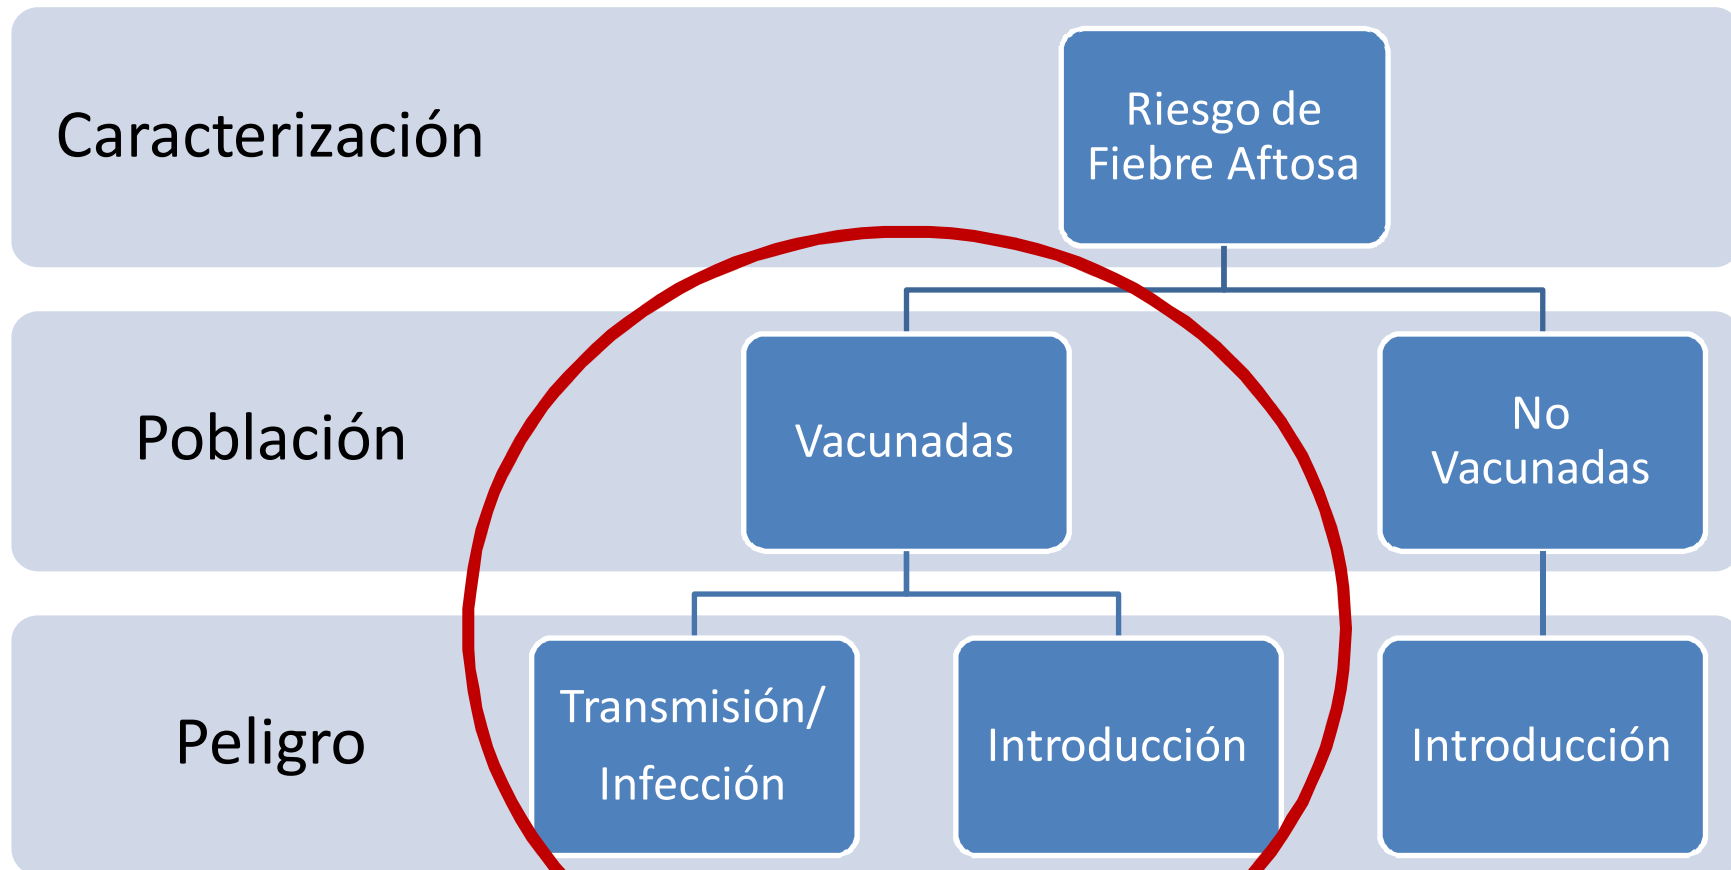 Caracterización
Riesgo de
Fiebre Aftosa
Población
Vacunadas
No
Vacunadas
Peligro
Transmisión/
Infección
Introducción
Introducción